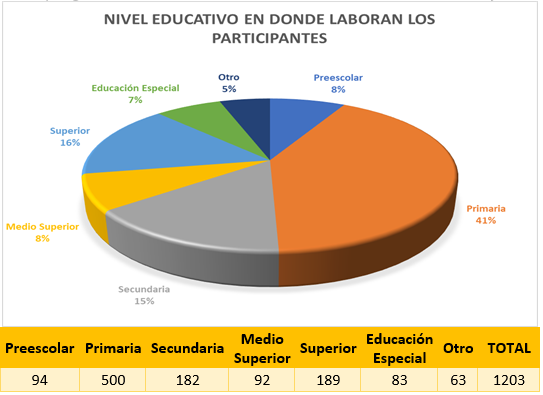 NIVEL EDUCATIVO EN DONDE LABORAN LOS
PARTICIPANTES
Otro
5%
Preescolar
8%
Educación Especial
7%
Superior
16%
Primaria
41%
Medio Superior
8%
Secundaria
15%
Preescolar Primaria Secundaria Medio Superior Superior Educación Especial Otro TOTAL
94 500 182 92 189 83 63 1203